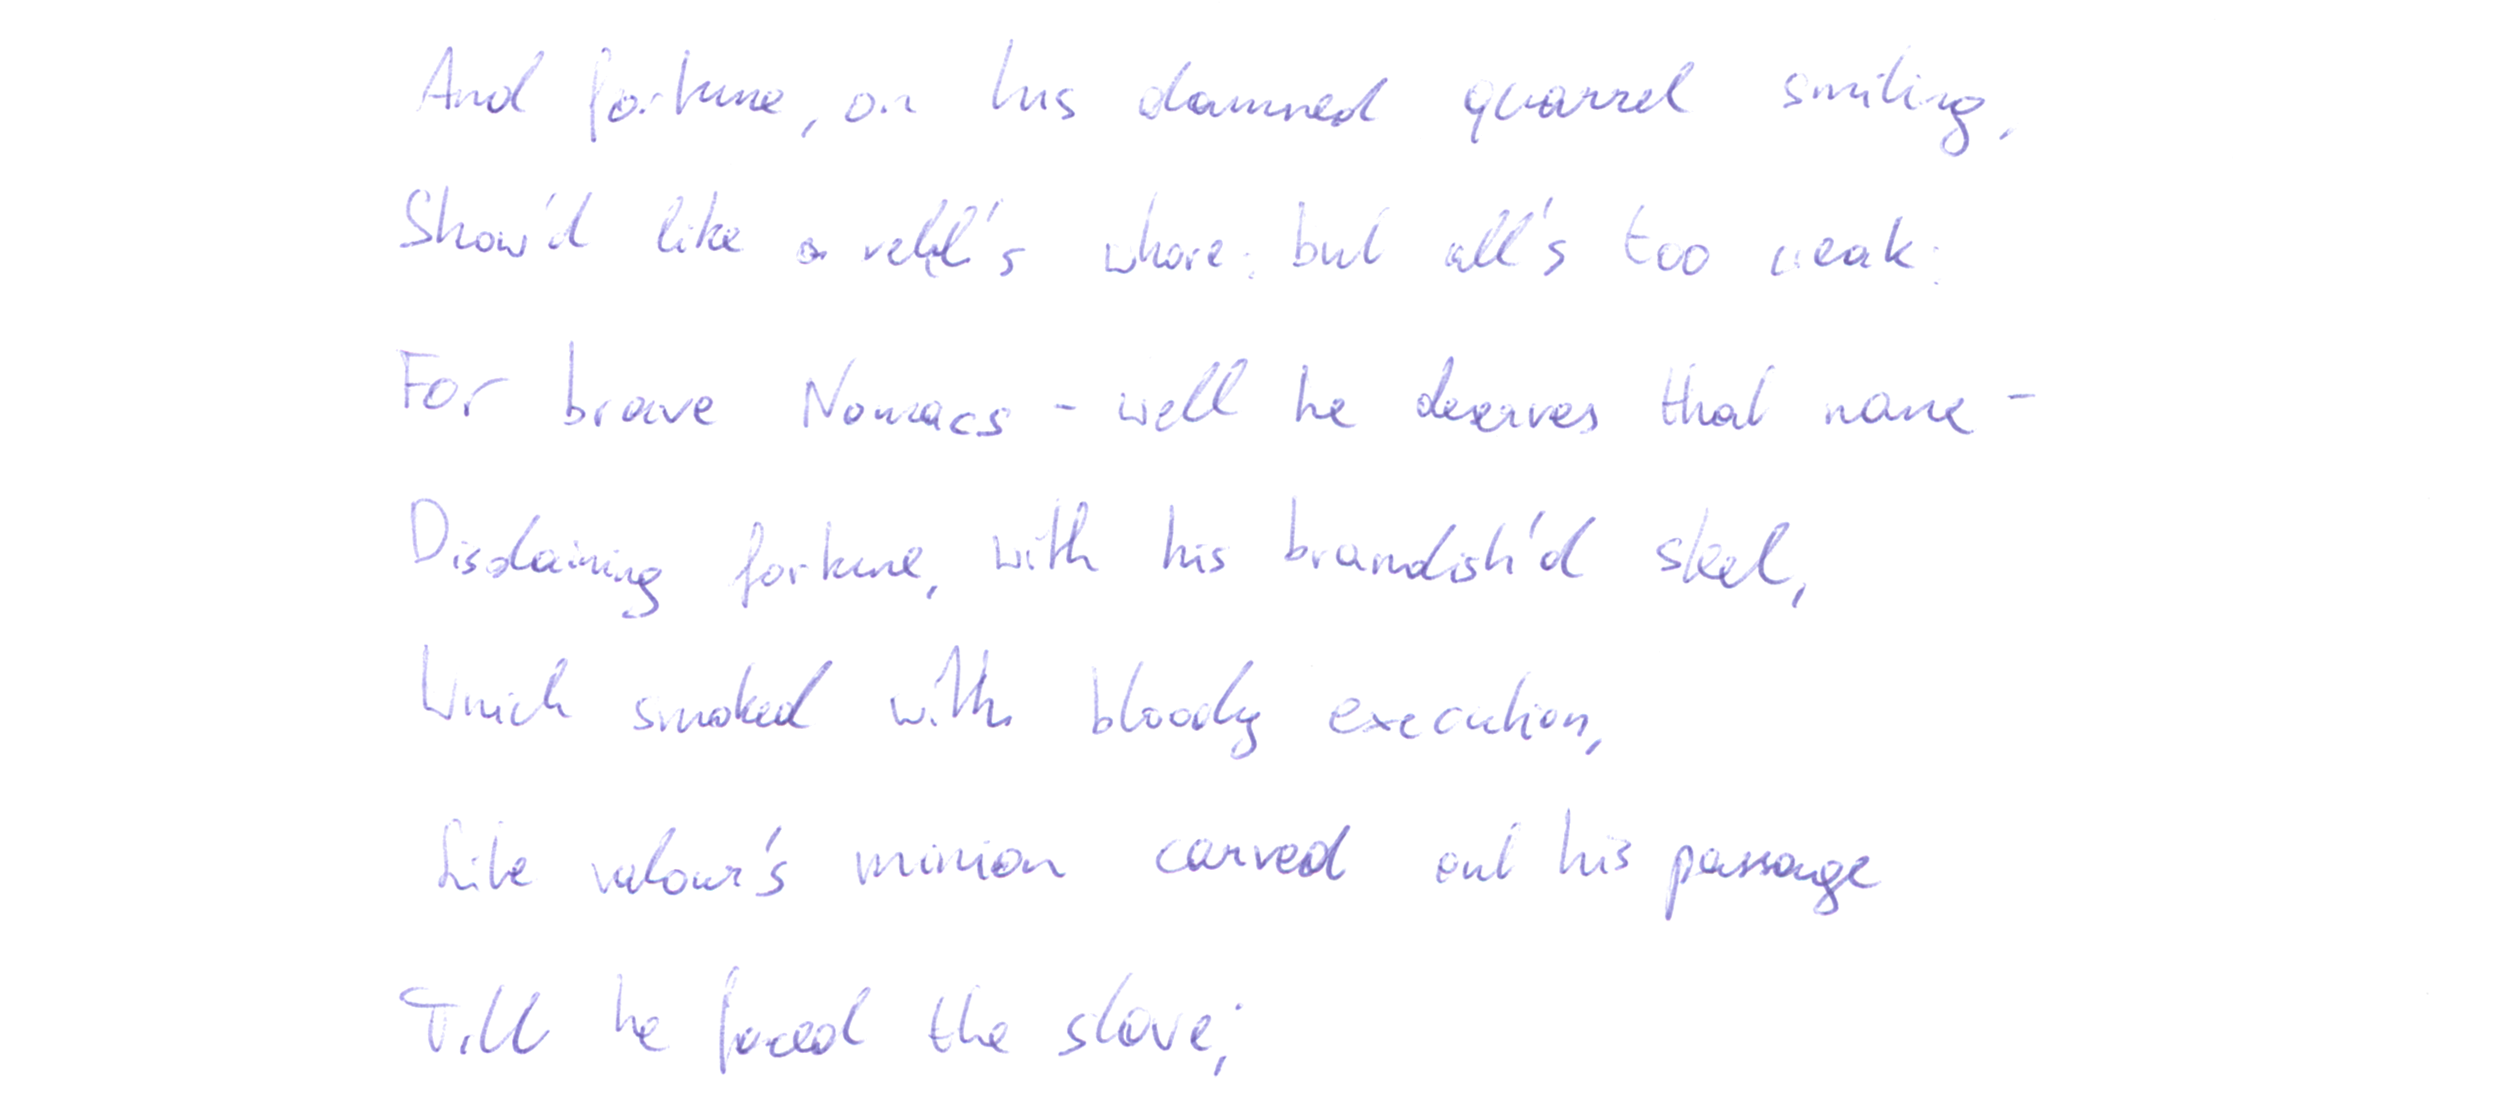 And fortune, on his damned quarrel smiling,
Show'd like a rebel's whore: but all's too weak:
For brave Nomacs - well he deserves that name -
Disdaining fortune, with his brandish'd steel,
Which smoked with bloody execution,
Like valour's minion carved out his passage
Till he faced the slave;